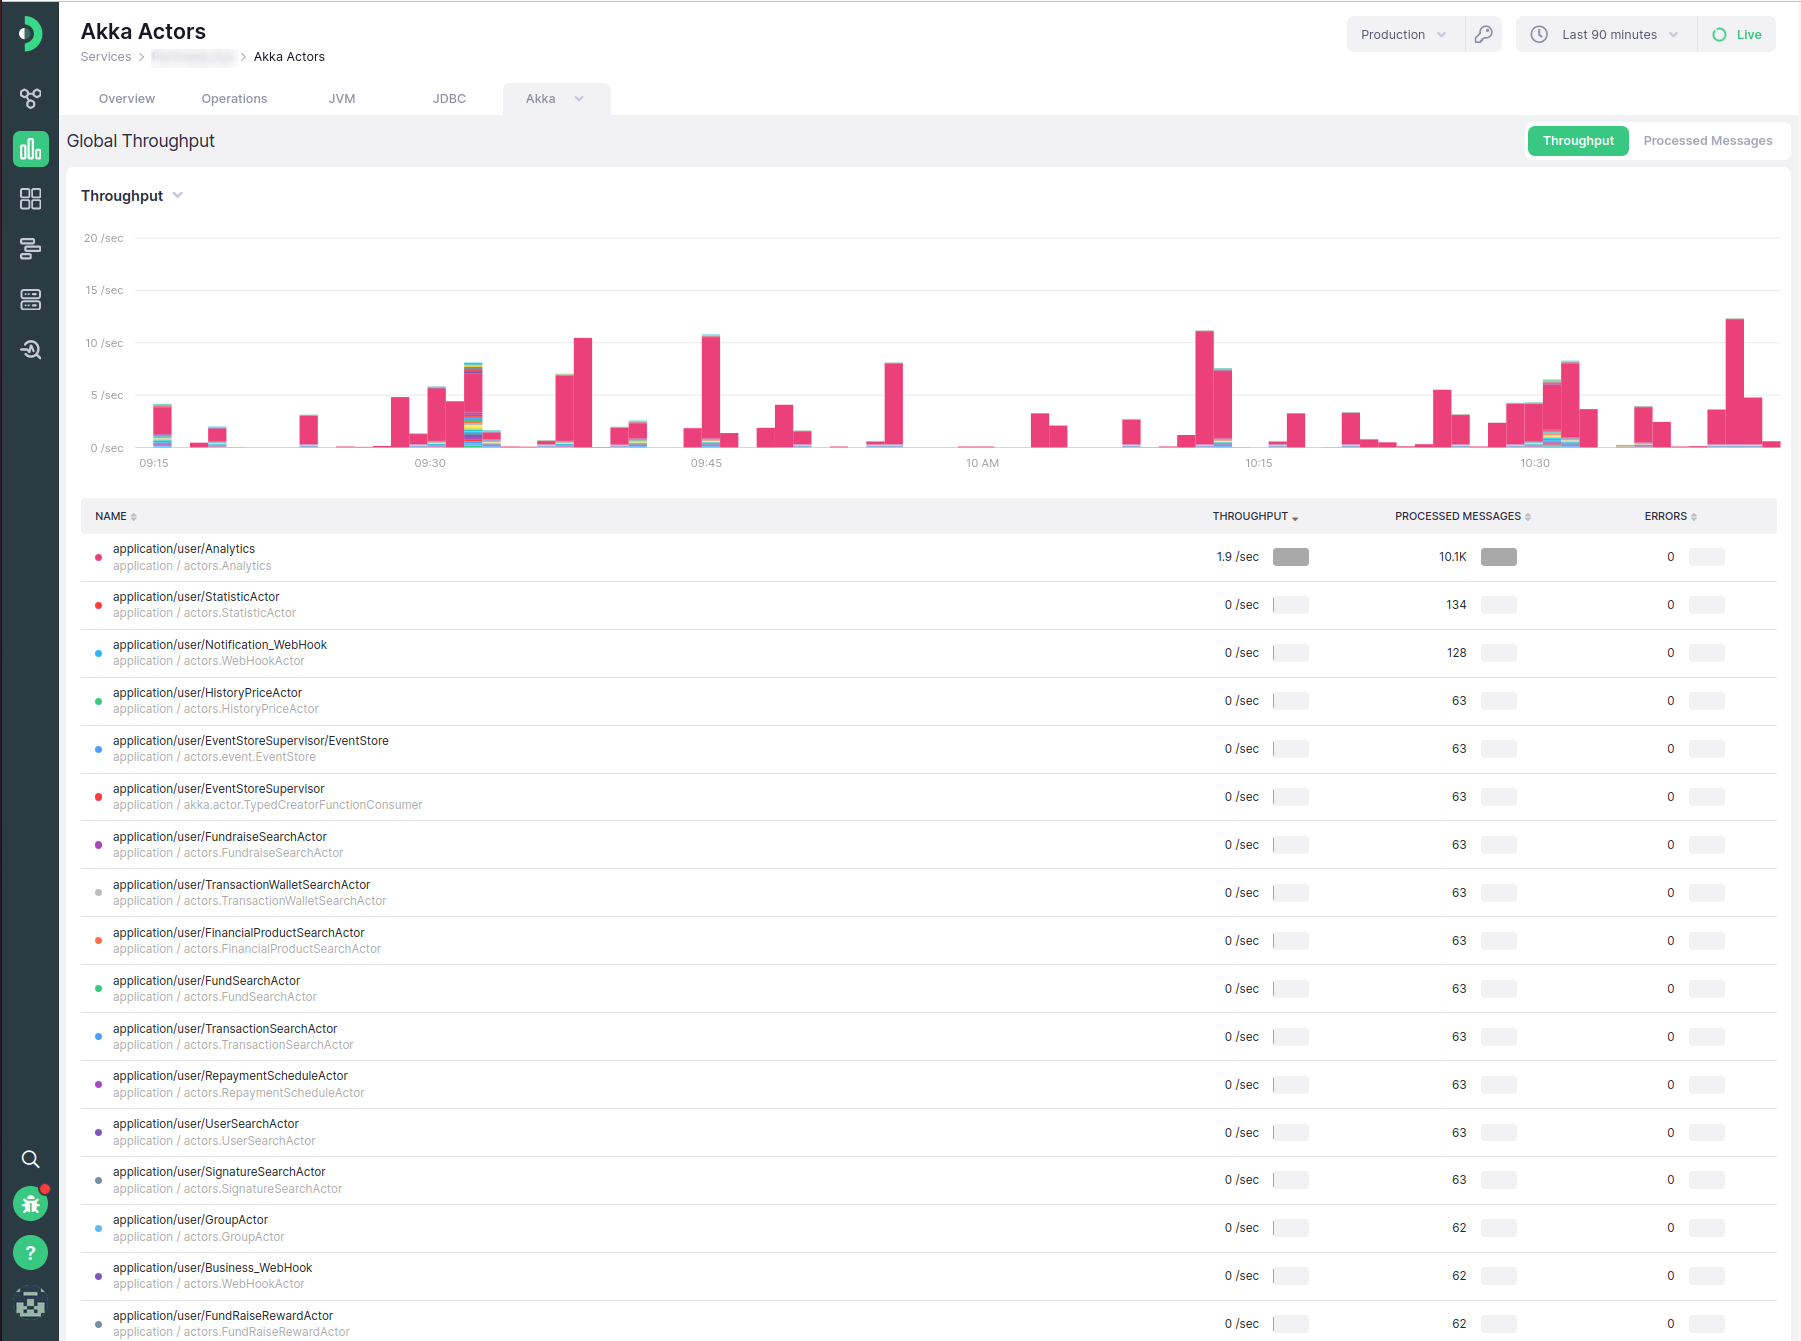 Akka Actors
Production
Last 90 minutes
Live
Services > > Akka Actors
Overview
Operations
JVM
JDBC
Akka
Global Throughput
Throughput
Processed Messages
Throughput
20 /sec
15 /sec
10 /sec
5 /sec
0 /sec
09:15
09:30
09:45
10 AM
10:15
10:30
NAME THROUGHPUT PROCESSED MESSAGES ERRORS
application/user/Analytics
application / actors.Analytics
1.9 /sec 10.1K 0
application/user/StatisticActor
application / actors.StatisticActor
0 /sec 134 0
application/user/Notification_WebHook
application / actors.WebHookActor
0 /sec 128 0
application/user/HistoryPriceActor
application / actors.HistoryPriceActor
0 /sec 63 0
application/user/EventStoreSupervisor/EventStore
application / actors.event.EventStore
0 /sec 63 0
application/user/EventStoreSupervisor
application / akka.actor.TypedCreatorFunctionConsumer
0 /sec 63 0
application/user/FundraiseSearchActor
application / actors.FundraiseSearchActor
0 /sec 63 0
application/user/TransactionWalletSearchActor
application / actors.TransactionWalletSearchActor
0 /sec 63 0
application/user/FinancialProductSearchActor
application / actors.FinancialProductSearchActor
0 /sec 63 0
application/user/FundSearchActor
application / actors.FundSearchActor
0 /sec 63 0
application/user/TransactionSearchActor
application / actors.TransactionSearchActor
0 /sec 63 0
application/user/RepaymentScheduleActor
application / actors.RepaymentScheduleActor
0 /sec 63 0
application/user/UserSearchActor
application / actors.UserSearchActor
0 /sec 63 0
application/user/SignatureSearchActor
application / actors.SignatureSearchActor
0 /sec 63 0
application/user/GroupActor
application / actors.GroupActor
0 /sec 62 0
application/user/Business_WebHook
application / actors.WebHookActor
0 /sec 62 0
application/user/FundRaiseRewardActor
application / actors.FundRaiseRewardActor
0 /sec 62 0
?